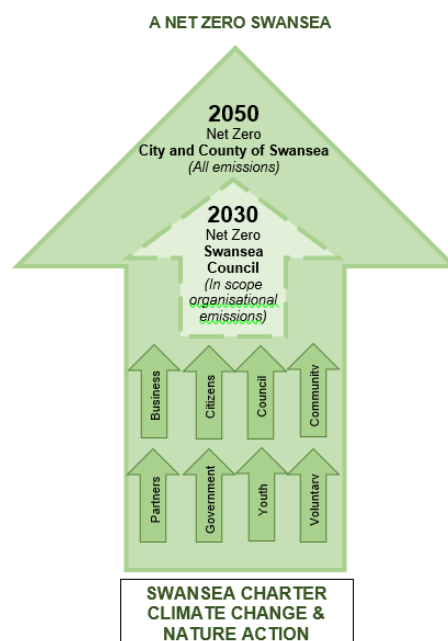 A NET ZERO SWANSEA
2050
Net Zero
City and County of Swansea
(All emissions)
2030
Net Zero
Swansea
Council
(In scope
organisational
emissions)
Business
Citizens
Council
Community
Partners
Government
Youth
Voluntary
SWANSEA CHARTER
CLIMATE CHANGE &
NATURE ACTION